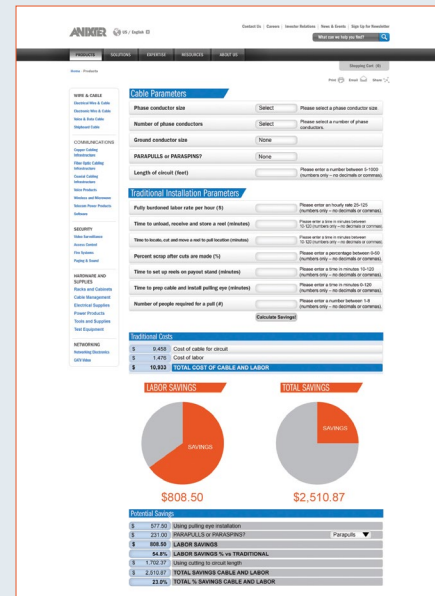 ANIXTER
US / English
Contact Us | Careers | Investor Relations | News & Events | Sign Up for Newsletter
What can we help you find?
PRODUCTS SOLUTIONS EXPERTISE RESOURCES ABOUT US
Shopping Cart (0)
Home : Products
Print Email Share
WIRE & CABLE
Electrical Wire & Cable
Electronic Wire & Cable
Voice & Data Cable
Shipboard Cable
COMMUNICATIONS
Copper Cabling
Infrastructure
Fiber Optic Cabling
Infrastructure
Coaxial Cabling
Infrastructure
Voice Products
Wireless and Microwave
Telecom Power Products
Software
SECURITY
Video Surveillance
Access Control
Fire Systems
Paging & Sound
HARDWARE AND
SUPPLIES
Racks and Cabinets
Cable Management
Electrical Supplies
Power Products
Tools and Supplies
Test Equipment
NETWORKING
Networking Electronics
CATV Video
Cable Parameters
Phase conductor size Select Please select a phase conductor size.
Number of phase conductors Select Please select a number of phase
conductors.
Ground conductor size None
PARAPULLS or PARASPINS? None
Length of circuit (feet) Please enter a number between 5-1000
(numbers only – no decimals or commas).
Traditional Installation Parameters
Fully burdened labor rate per hour ($) Please enter an hourly rate 25-125
(numbers only – no decimals or commas).
Time to unload, receive and store a reel (minutes) Please enter a time in minutes between
10-120 (numbers only – no decimals or commas).
Time to locate, cut and move a reel to pull location (minutes) Please enter a time in minutes between
10-120 (numbers only – no decimals or commas).
Percent scrap after cuts are made (%) Please enter a percentage between 0-50
(numbers only – no decimals or commas).
Time to set up reels on payout stand (minutes) Please enter a time in minutes 10-120
(numbers only – no decimals or commas).
Time to prep cable and install pulling eye (minutes) Please enter a time in minutes 0-120
(numbers only – no decimals or commas).
Number of people required for a pull (#) Please enter a number between 1-8
(numbers only – no decimals or commas).
Calculate Savings!
Traditional Costs
$ 9,458 Cost of cable for circuit
$ 1,476 Cost of labor
$ 10,933 TOTAL COST OF CABLE AND LABOR
LABOR SAVINGS
TOTAL SAVINGS
SAVINGS
SAVINGS
$808.50
$2,510.87
Potential Savings
$ 577.50 Using pulling eye installation
$ 231.00 PARAPULLS or PARASPINS? Parapulls
$ 808.50 LABOR SAVINGS
54.8% LABOR SAVINGS % vs TRADITIONAL
$ 1,702.37 Using cutting to circuit length
$ 2,510.87 TOTAL SAVINGS CABLE AND LABOR
23.0% TOTAL % SAVINGS CABLE AND LABOR